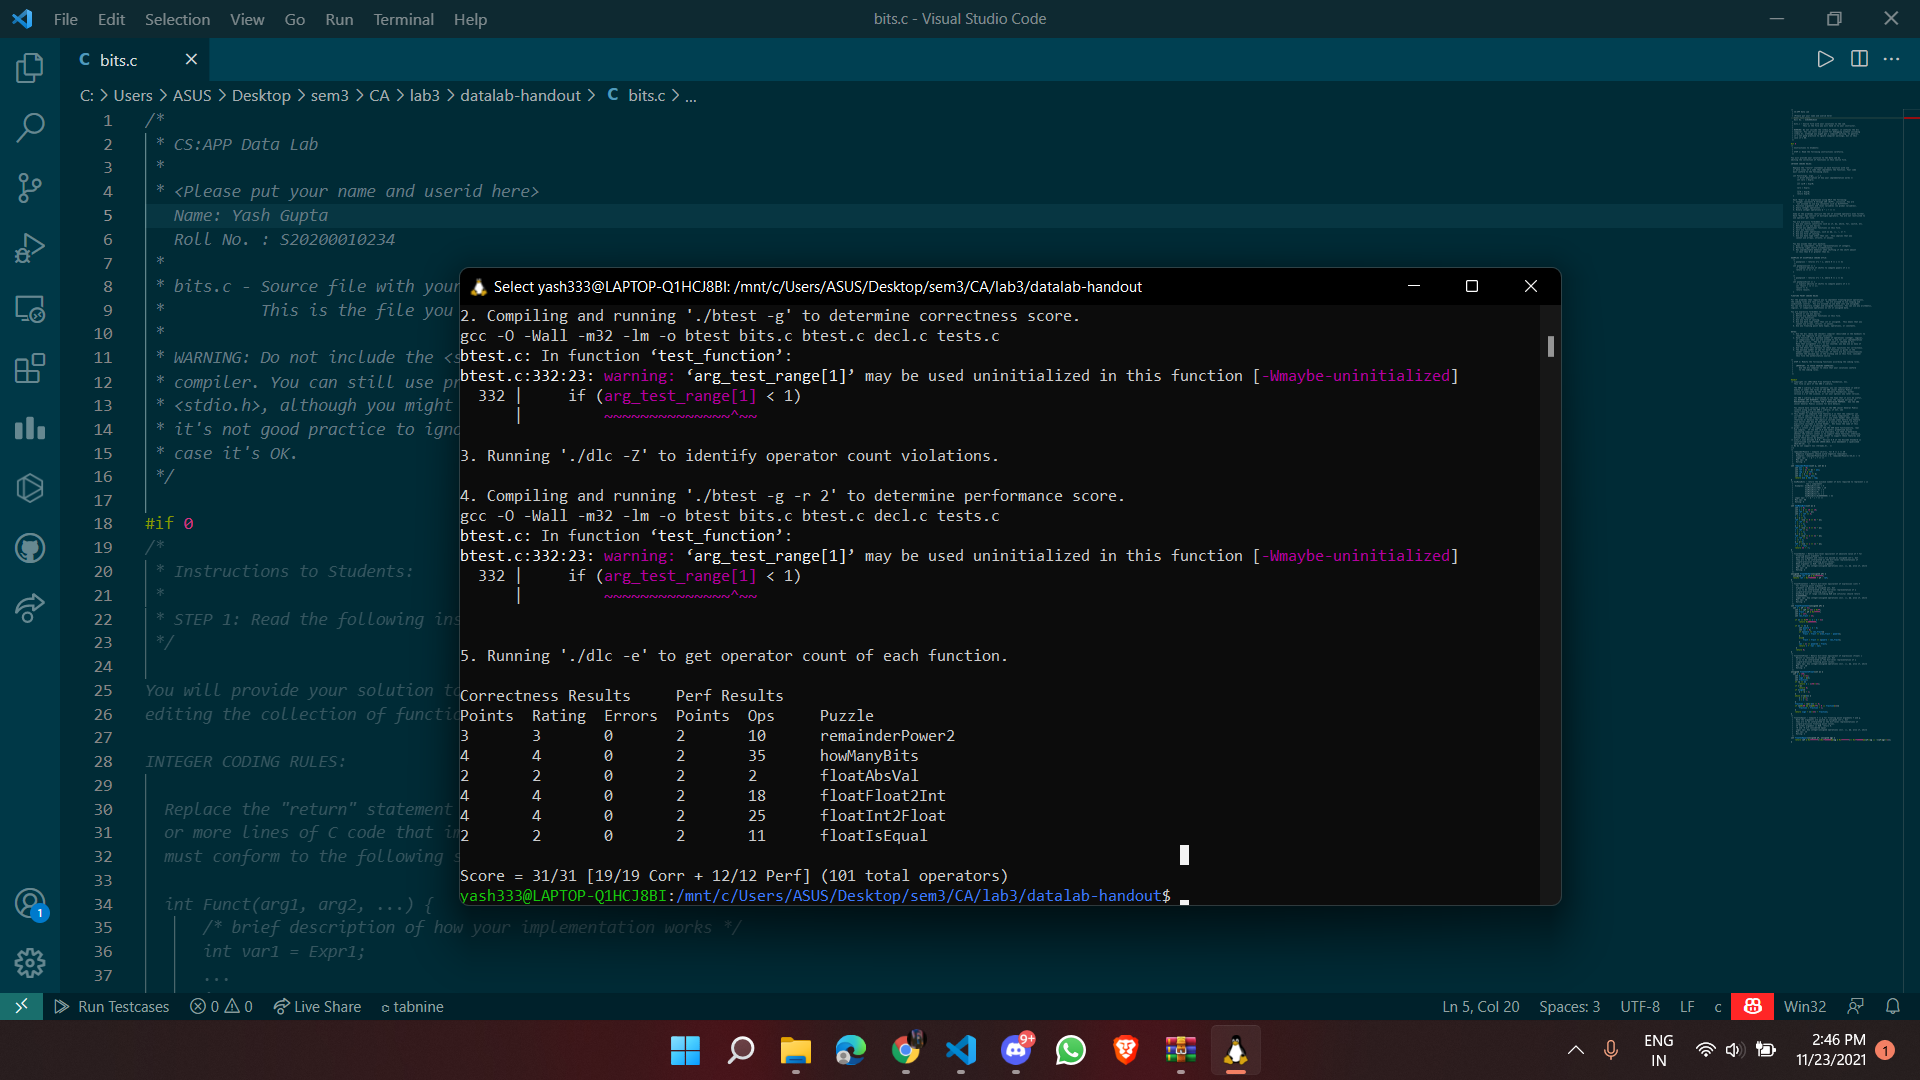 File Edit Selection View Go Run Terminal Help
bits.c - Visual Studio Code
C bits.c
C: > Users > ASUS > Desktop > sem3 > CA > lab3 > datalab-handout > C bits.c > ...
1 /*
2 * CS:APP Data Lab
3 *
4 * <Please put your name and userid here>
5 Name: Yash Gupta
6 Roll No. : S20200010234
7 *
8 * bits.c - Source file with your
9 This is the file you
10 *
11 * WARNING: Do not include the <s
12 * compiler. You can still use pr
13 * <stdio.h>, although you might
14 * it's not good practice to igno
15 * case it's OK.
16 */
17
18 #if 0
19 /*
20 * Instructions to Students:
21 *
22 * STEP 1: Read the following ins
23 */
24
25 You will provide your solution to
26 editing the collection of functio
27
28 INTEGER CODING RULES:
29
30 Replace the "return" statement
31 or more lines of C code that im
32 must conform to the following s
33
34 int Funct(arg1, arg2, ...) {
35 /* brief description of how your implementation works */
36 int var1 = Expr1;
37 ...
Select yash333@LAPTOP-Q1HCJ8BI: /mnt/c/Users/ASUS/Desktop/sem3/CA/lab3/datalab-handout
2. Compiling and running './btest -g' to determine correctness score.
gcc -O -Wall -m32 -lm -o btest bits.c btest.c decl.c tests.c
btest.c: In function ‘test_function’:
btest.c:332:23: warning: ‘arg_test_range[1]’ may be used uninitialized in this function [-Wmaybe-uninitialized]
332 | if (arg_test_range[1] < 1)
| ~~~~~~~~~~~~~~^~~
3. Running './dlc -Z' to identify operator count violations.
4. Compiling and running './btest -g -r 2' to determine performance score.
gcc -O -Wall -m32 -lm -o btest bits.c btest.c decl.c tests.c
btest.c: In function ‘test_function’:
btest.c:332:23: warning: ‘arg_test_range[1]’ may be used uninitialized in this function [-Wmaybe-uninitialized]
332 | if (arg_test_range[1] < 1)
| ~~~~~~~~~~~~~~^~~
5. Running './dlc -e' to get operator count of each function.
Correctness Results Perf Results
Points Rating Errors Points Ops Puzzle
3 3 0 2 10 remainderPower2
4 4 0 2 35 howManyBits
2 2 0 2 2 floatAbsVal
4 4 0 2 18 floatFloat2Int
4 4 0 2 25 floatInt2Float
2 2 0 2 11 floatIsEqual
Score = 31/31 [19/19 Corr + 12/12 Perf] (101 total operators)
yash333@LAPTOP-Q1HCJ8BI:/mnt/c/Users/ASUS/Desktop/sem3/CA/lab3/datalab-handout$
1
Run Testcases 0 0 Live Share tabnine
Ln 5, Col 20 Spaces: 3 UTF-8 LF C Win32
9+
ENG
IN
2:46 PM
11/23/2021
1